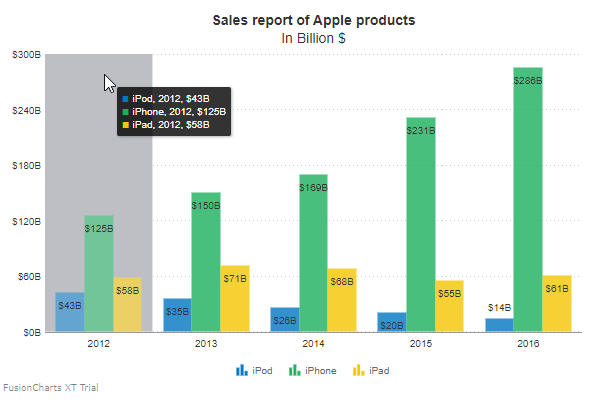 Sales report of Apple products
In Billion $
$300B
$240B
$180B
$120B
$60B
$0B
iPod, 2012, $43B
iPhone, 2012, $125B
iPad, 2012, $58B
$43B
$125B
$58B
$35B
$150B
$71B
$26B
$169B
$68B
$20B
$231B
$55B
$14B
$286B
$61B
2012 2013 2014 2015 2016
iPod iPhone iPad
FusionCharts XT Trial